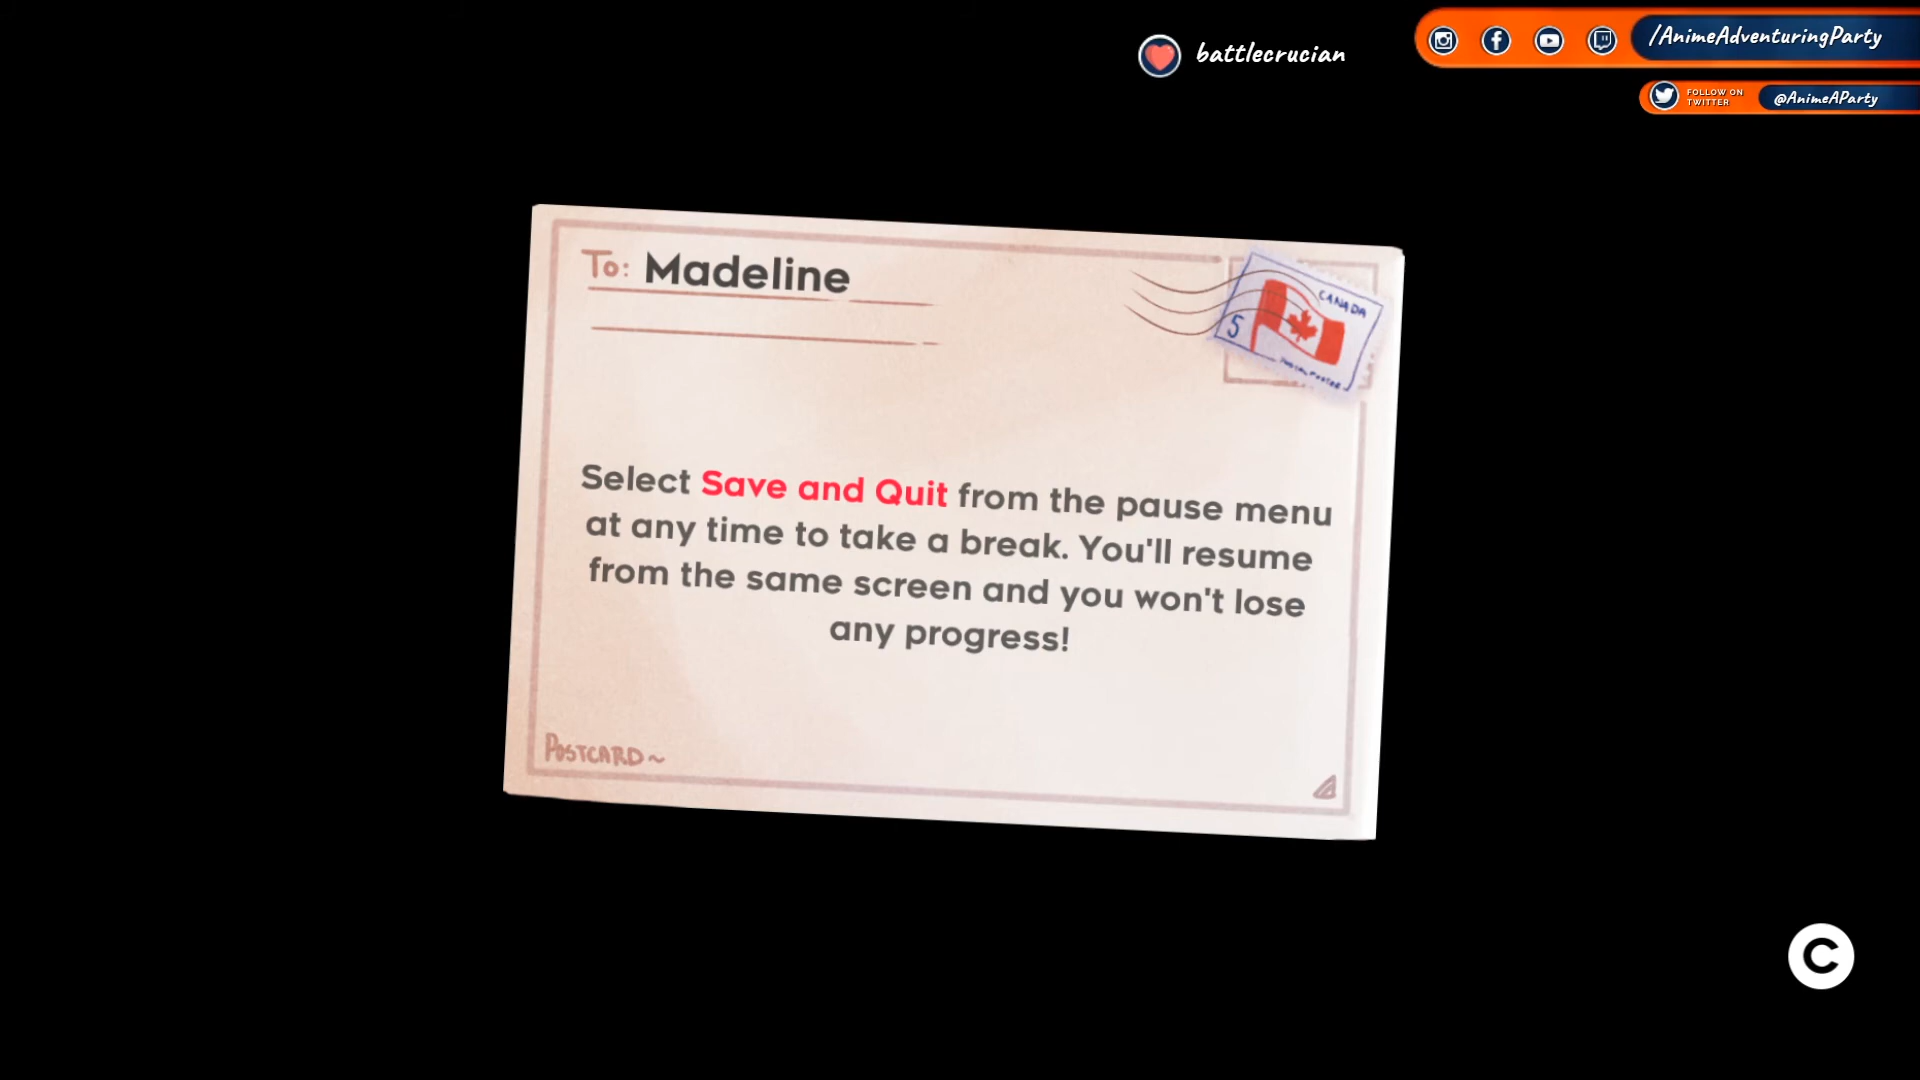 battlecrucian
/AnimeAdventuringParty
FOLLOW ON
TWITTER
@AnimeAParty
To: Madeline
CANADA
5
Select Save and Quit from the pause menu
at any time to take a break. You'll resume
from the same screen and you won't lose
any progress!
POSTCARD~
C